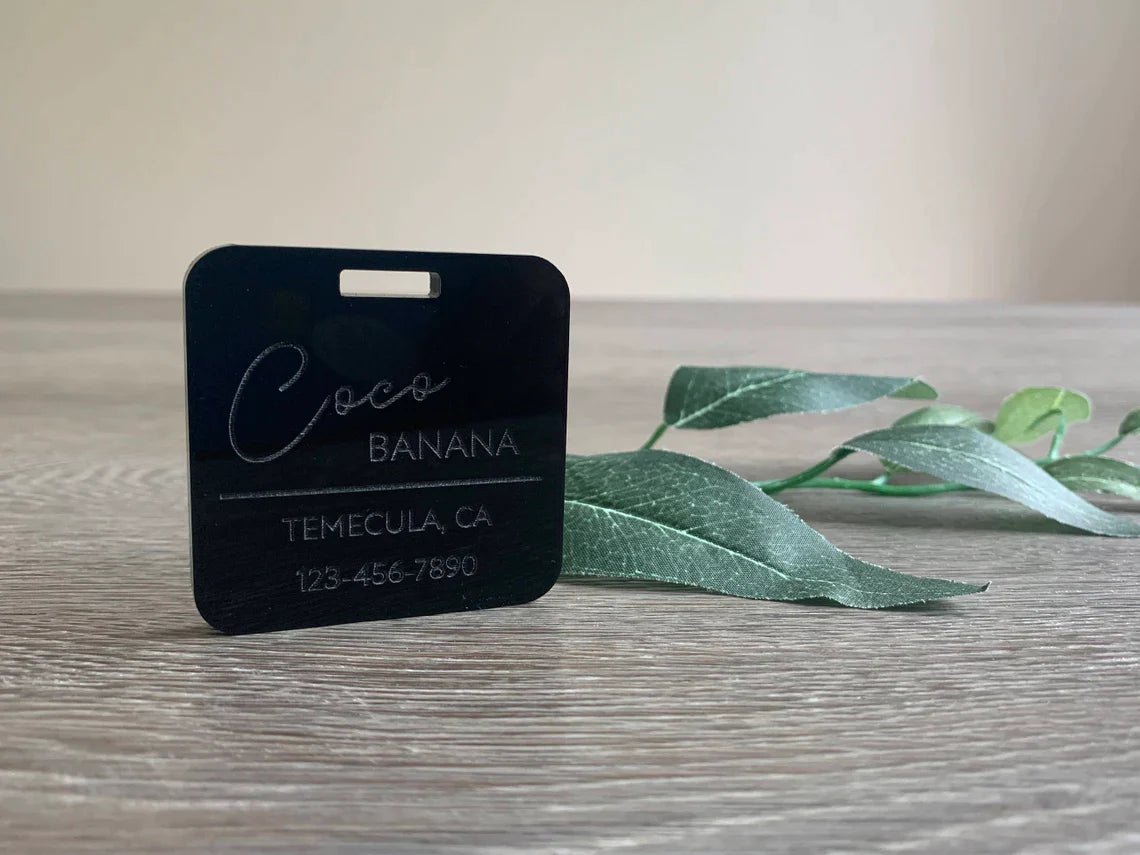 Coco
BANANA
TEMECULA, CA
123-456-7890